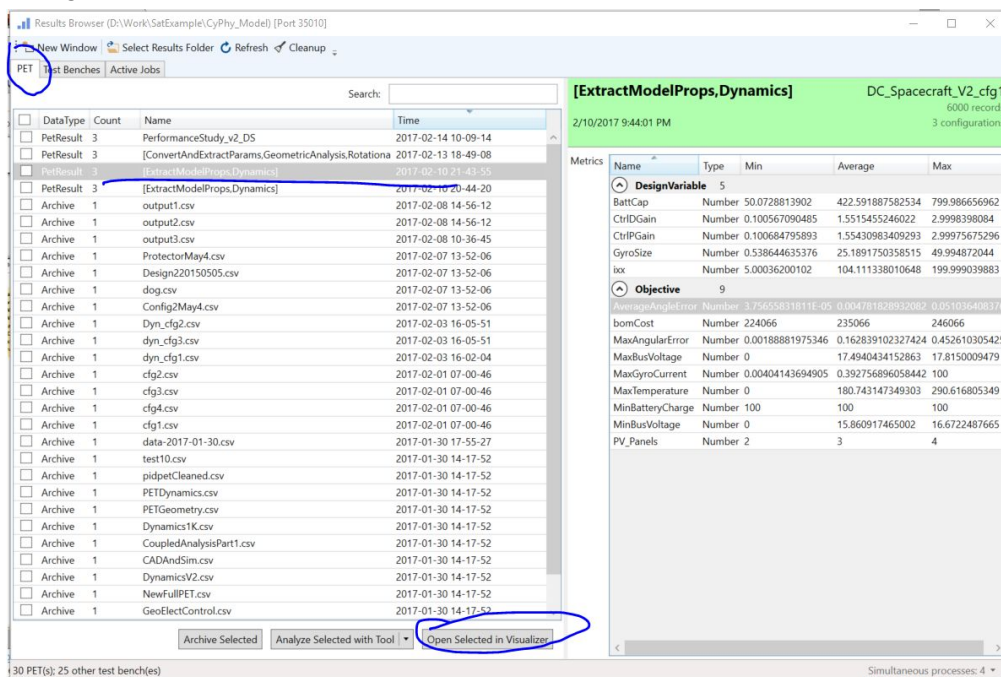 Results Browser (D:\Work\SatExample\CyPhy_Model) [Port 35010]
New Window Select Results Folder Refresh Cleanup
PET Test Benches Active Jobs
Search:
DataType Count Name Time
PetResult 3 PerformanceStudy_v2_DS 2017-02-14 10-09-14
PetResult 3 [ConvertAndExtractParams,GeometricAnalysis,Rotationa 2017-02-13 18-49-08
PetResult 3 [ExtractModelProps,Dynamics] 2017-02-10 21-43-55
PetResult 3 [ExtractModelProps,Dynamics] 2017-02-10 20-44-20
Archive 1 output1.csv 2017-02-08 14-56-12
Archive 1 output2.csv 2017-02-08 14-56-12
Archive 1 output3.csv 2017-02-08 10-36-45
Archive 1 ProtectorMay4.csv 2017-02-07 13-52-06
Archive 1 Design220150505.csv 2017-02-07 13-52-06
Archive 1 dog.csv 2017-02-07 13-52-06
Archive 1 Config2May4.csv 2017-02-07 13-52-06
Archive 1 Dyn_cfg2.csv 2017-02-03 16-05-51
Archive 1 dyn_cfg3.csv 2017-02-03 16-05-51
Archive 1 dyn_cfg1.csv 2017-02-03 16-02-04
Archive 1 cfg2.csv 2017-02-01 07-00-46
Archive 1 cfg3.csv 2017-02-01 07-00-46
Archive 1 cfg4.csv 2017-02-01 07-00-46
Archive 1 cfg1.csv 2017-02-01 07-00-46
Archive 1 data-2017-01-30.csv 2017-01-30 17-55-27
Archive 1 test10.csv 2017-01-30 14-17-52
Archive 1 pidpetCleaned.csv 2017-01-30 14-17-52
Archive 1 PETDynamics.csv 2017-01-30 14-17-52
Archive 1 PETGeometry.csv 2017-01-30 14-17-52
Archive 1 Dynamics1K.csv 2017-01-30 14-17-52
Archive 1 CoupledAnalysisPart1.csv 2017-01-30 14-17-52
Archive 1 CADAndSim.csv 2017-01-30 14-17-52
Archive 1 DynamicsV2.csv 2017-01-30 14-17-52
Archive 1 NewFullPET.csv 2017-01-30 14-17-52
Archive 1 GeoElectControl.csv 2017-01-30 14-17-52
Archive Selected Analyze Selected with Tool Open Selected in Visualizer
[ExtractModelProps,Dynamics] DC_Spacecraft_V2_cfg1
6000 record
2/10/2017 9:44:01 PM 3 configuration
Metrics Name Type Min Average Max
DesignVariable 5
BattCap Number 50.0728813902 422.591887582534 799.986656962
CtrlDGain Number 0.100567090485 1.5515455246022 2.9998398084
CtrlPGain Number 0.100684795893 1.55430983409293 2.99975675296
GyroSize Number 0.538644635376 25.1891750358515 49.994872044
ixx Number 5.00036200102 104.111338010648 199.999039883
Objective 9
AverageAngleError Number 3.75655831811E-05 0.004781828932082 0.0510364083
bomCost Number 224066 235066 246066
MaxAngularError Number 0.00188881975346 0.162839102327424 0.45261030542
MaxBusVoltage Number 0 17.4940434152863 17.8150009479
MaxGyroCurrent Number 0.00404143694905 0.392756896058442 100
MaxTemperature Number 0 180.743147349303 290.616805349
MinBatteryCharge Number 100 100 100
MinBusVoltage Number 0 15.860917465002 16.6722487665
PV_Panels Number 2 3 4
30 PET(s); 25 other test bench(es) Simultaneous processes: 4